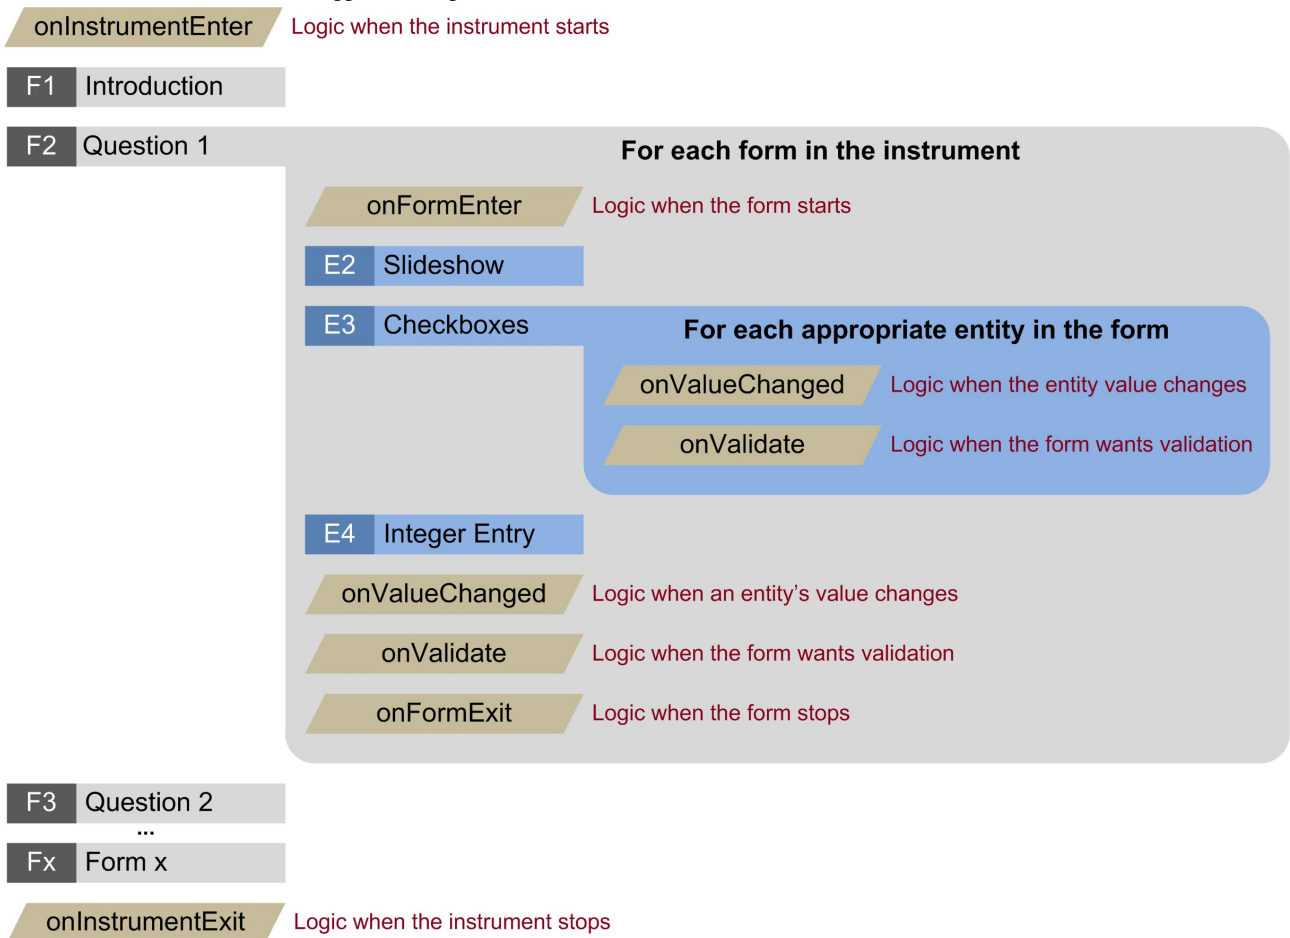 onInstrumentEnter Logic when the instrument starts
F1 Introduction
F2 Question 1 For each form in the instrument
onFormEnter Logic when the form starts
E2 Slideshow
E3 Checkboxes For each appropriate entity in the form
onValueChanged Logic when the entity value changes
onValidate Logic when the form wants validation
E4 Integer Entry
onValueChanged Logic when an entity’s value changes
onValidate Logic when the form wants validation
onFormExit Logic when the form stops
F3 Question 2
...
Fx Form x
onInstrumentExit Logic when the instrument stops